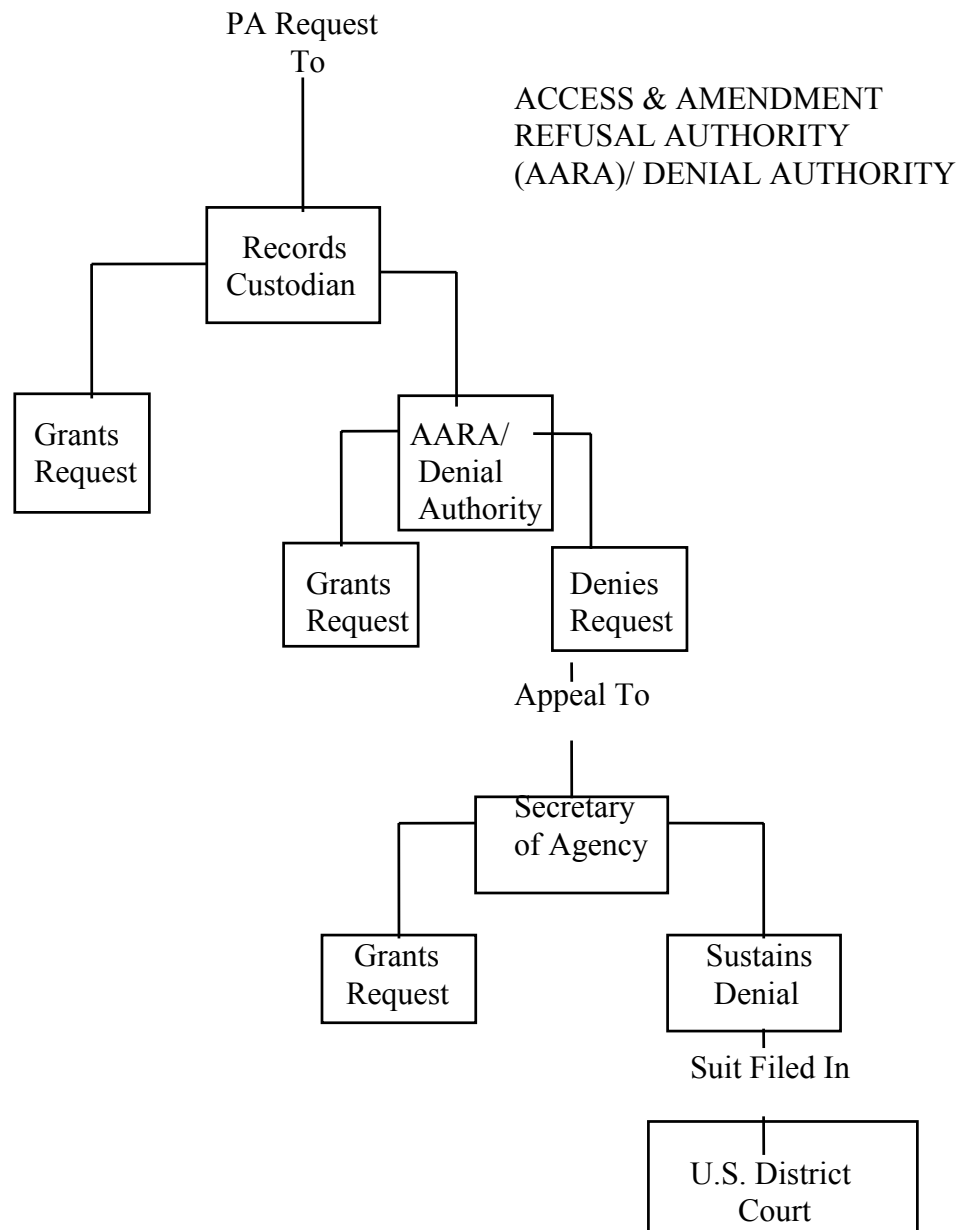 PA Request
To
ACCESS & AMENDMENT
REFUSAL AUTHORITY
(AARA)/ DENIAL AUTHORITY
Records
Custodian
Grants
Request
AARA/
Denial
Authority
Grants
Request
Denies
Request
Appeal To
Secretary
of Agency
Grants
Request
Sustains
Denial
Suit Filed In
U.S. District
Court